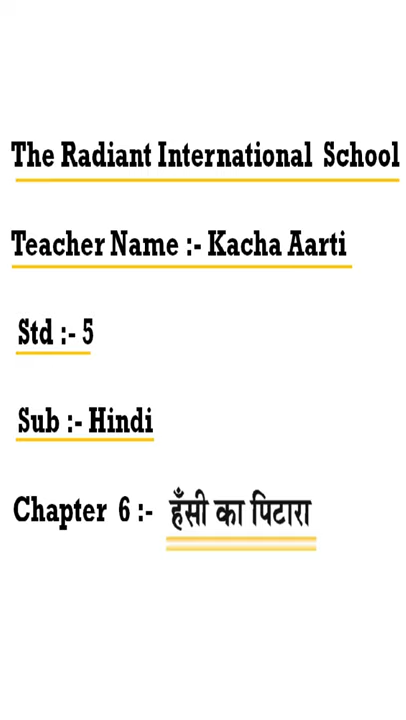 The Radiant International School
Teacher Name :- Kacha Aarti
Std :- 5
Sub :- Hindi
Chapter 6 :- हँसी का पिटारा